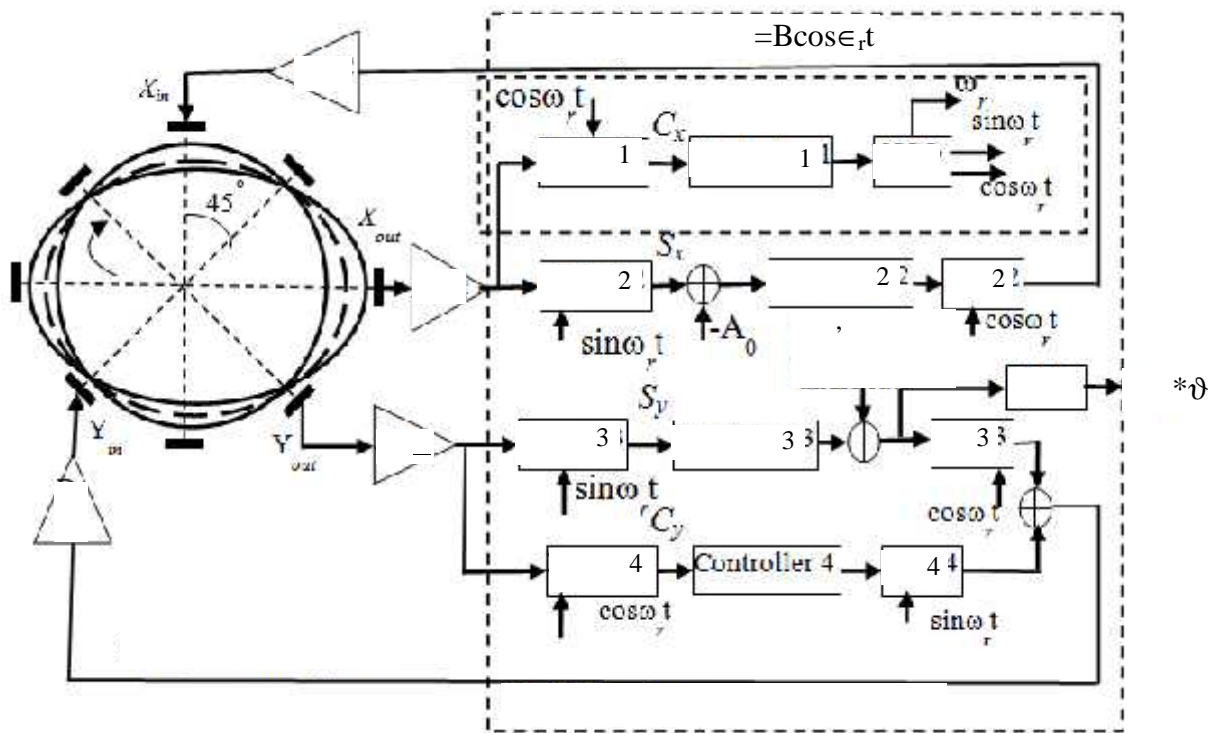 =Bcos∈rt
Xin
cosω t
r
Cx
1
1 1
ω
r
sinω t
r
cosω t
r
45°
Xout
Sx
2
2 2
2 2
-A0
,
sinω t
r
cosω t
r
Yin
Yout
Sy
3 3
3 3
3 3
*ϑ
sinω t
r
cosω t
r
Cy
4
Controller 4
4 4
cosω t
r
sinω t
r